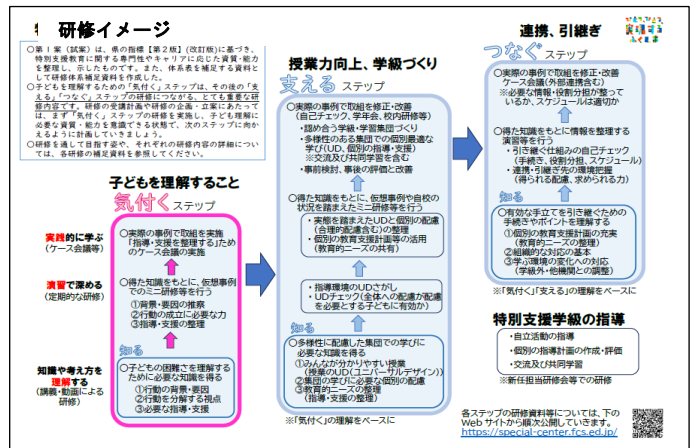 研修イメージ
○第Ⅰ案（試案）は、県の指標【第２版】(改訂版)に基づき、
特別支援教育に関する専門性やキャリアに応じた資質・能力
を整理し、示したものです。また、体系表を補足する資料と
して研修体系補足資料を作成した。
○子どもを理解するための「気付く」ステップは、その後の「支
える」「つなぐ」ステップの研修につながる、とても重要な研
修内容です。研修の受講計画や研修の企画・立案にあたって
は、まず「気付く」ステップの研修を実施し、子ども理解に
必要な資質・能力を意識できる状態で、次のステップに向か
えるように計画していきましょう。
○研修を通して目指す姿や、それぞれの研修内容の詳細につい
ては、各研修の補足資料を参照してください。
子どもを理解すること
気付くステップ
実践的に学ぶ
(ケース会議等)
○実際の事例で取組を実施
「指導・支援を整理する」ため
のケース会議の実施
演習で深める
(定期的な研修)
○得た知識をもとに、仮想事例
でのミニ研修等を行う
①背景・要因の推察
②行動の成立に必要な力
③指導・支援の整理
知る
知識や考え方を
理解する
(講義・動画による
研修)
○子どもの困難さを理解する
ために必要な知識を得る
①行動の背景・要因
②行動を分解する視点
③必要な指導・支援
授業力向上、学級づくり
支える ステップ
○実際の事例で取組を修正・改善
(自己チェック、学年会、校内研修等)
・認め合う学級・学習集団づくり
・多様性のある集団での個別最適な
学び(UD、個別的指導・支援)
※交流及び共同学習を含む
・事前検討、事後の評価と改善
○得た知識をもとに、仮想事例や自校の
状況を踏まえたミニ研修等を行う
・実態を踏まえたUDと個別の配慮
(合理的配慮含む)の整理
・個別の教育支援計画等の活用
(教育的ニーズの共有)
・指導環境のUDさがし
・UDチェック(全体への配慮が配慮
を必要とする子どもに有効か)
知る
○多様性に配慮した集団での学びに
必要な知識を得る
①みんなが分かりやすい授業
(授業のUD(ユニバーサルデザイン))
②集団の学びに必要な個別の配慮
③教育的ニーズの整理
(指導・支援の整理)
※「気付く」の理解をベースに
連携、引継ぎ
つなぐ ステップ
○実際の事例で取組を修正・改善
ケース会議(外部連携含む)
※必要な情報・役割分担が整って
いるか、スケジュールは適切か
○得た知識をもとに情報を整理する
演習等を行う
・引き継ぐ仕組みの自己チェック
(手続き、役割分担、スケジュール)
・連携・引継ぎ先の環境把握
(得られる配慮、求められる力)
知る
○有効な手立てを引き継ぐための
手続きやポイントを理解する
①個別の教育支援計画の充実
(教育的ニーズの整理)
②組織的な対応の基本
③学ぶ環境の変化への対応
(学級外・他機関との調整)
※「気付く」「支える」の理解をベースに
特別支援学級の指導
・自立活動の指導
・個別の指導計画の作成・評価
・交流及び共同学習
※新任担当研修会等での研修
各ステップの研修資料等については、下の
Webサイトから順次公開していきます。
https://special-center.fcs.ed.jp/